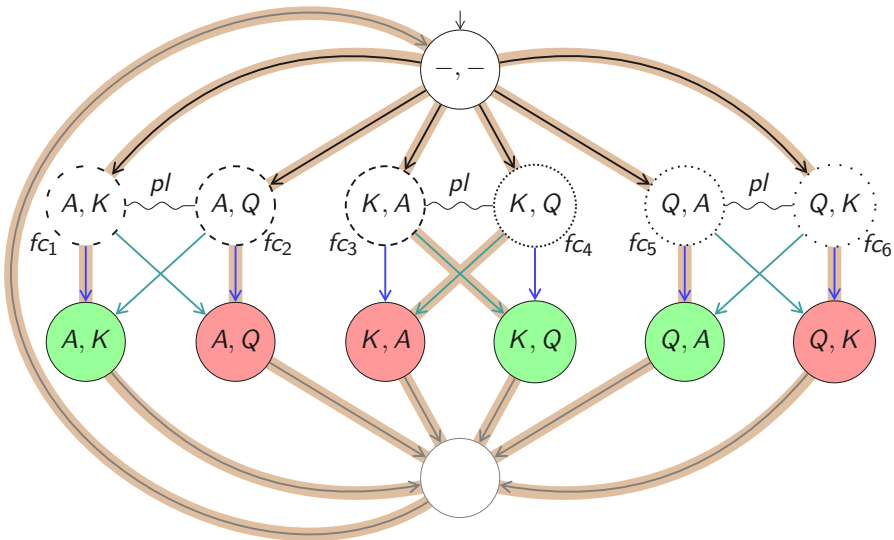 −, −
pl pl pl
A, K A, Q K, A K, Q Q, A Q, K
fc1 fc2 fc3 fc4 fc5 fc6
A, K A, Q K, A K, Q Q, A Q, K